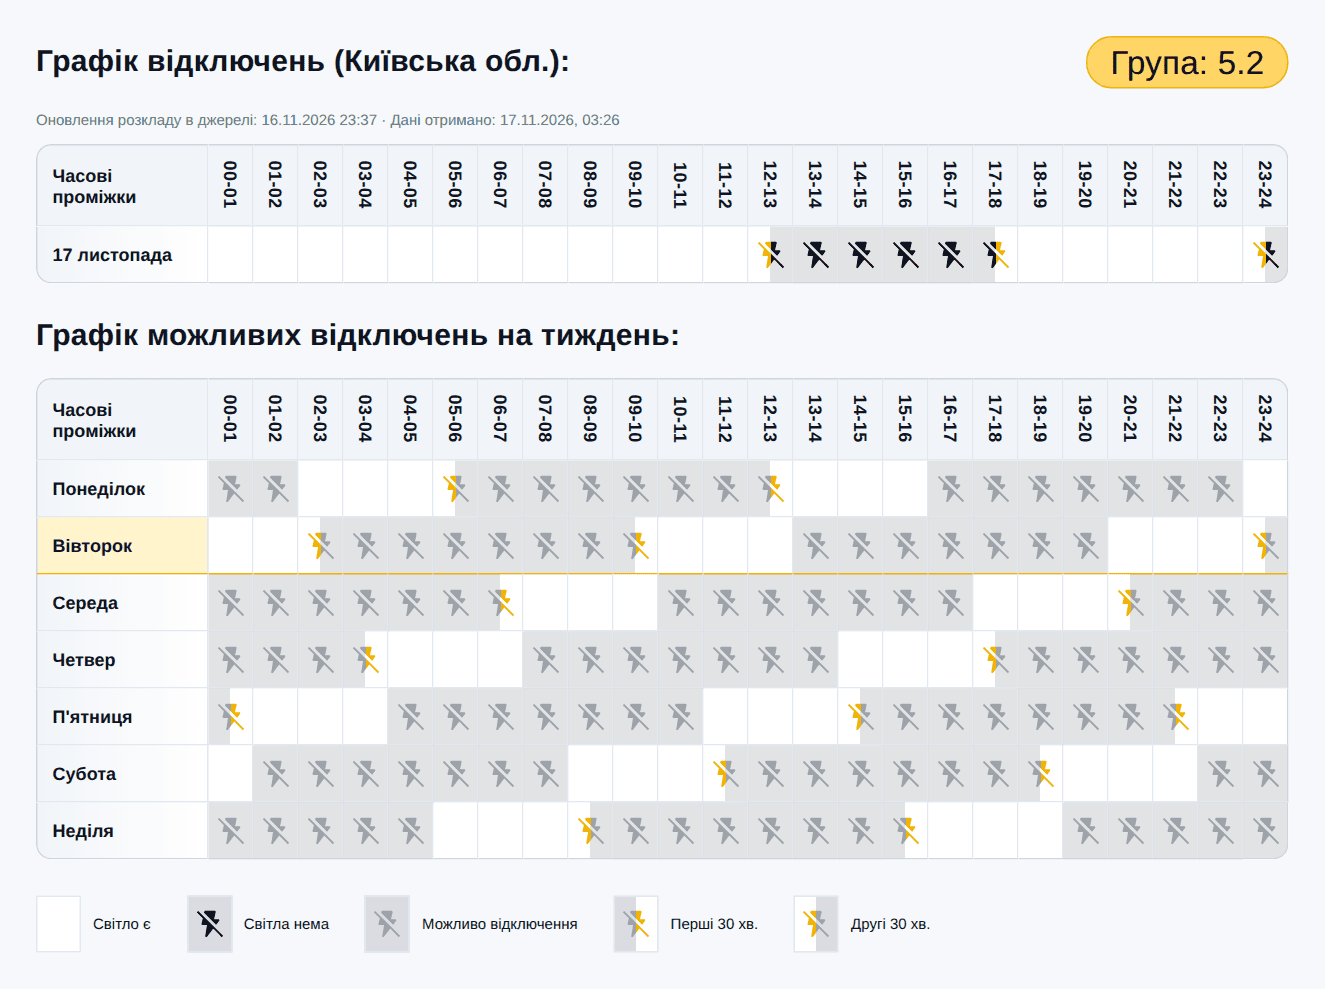 Графік відключень (Київська обл.):
Група: 5.2
Оновлення розкладу в джерелі: 16.11.2026 23:37 · Дані отримано: 17.11.2026, 03:26
Часові проміжки 00-01 01-02 02-03 03-04 04-05 05-06 06-07 07-08 08-09 09-10 10-11 11-12 12-13 13-14 14-15 15-16 16-17 17-18 18-19 19-20 20-21 21-22 22-23 23-24
17 листопада
Графік можливих відключень на тиждень:
Часові проміжки 00-01 01-02 02-03 03-04 04-05 05-06 06-07 07-08 08-09 09-10 10-11 11-12 12-13 13-14 14-15 15-16 16-17 17-18 18-19 19-20 20-21 21-22 22-23 23-24
Понеділок
Вівторок
Середа
Четвер
П'ятниця
Субота
Неділя
Світло є Світла нема Можливо відключення Перші 30 хв. Другі 30 хв.